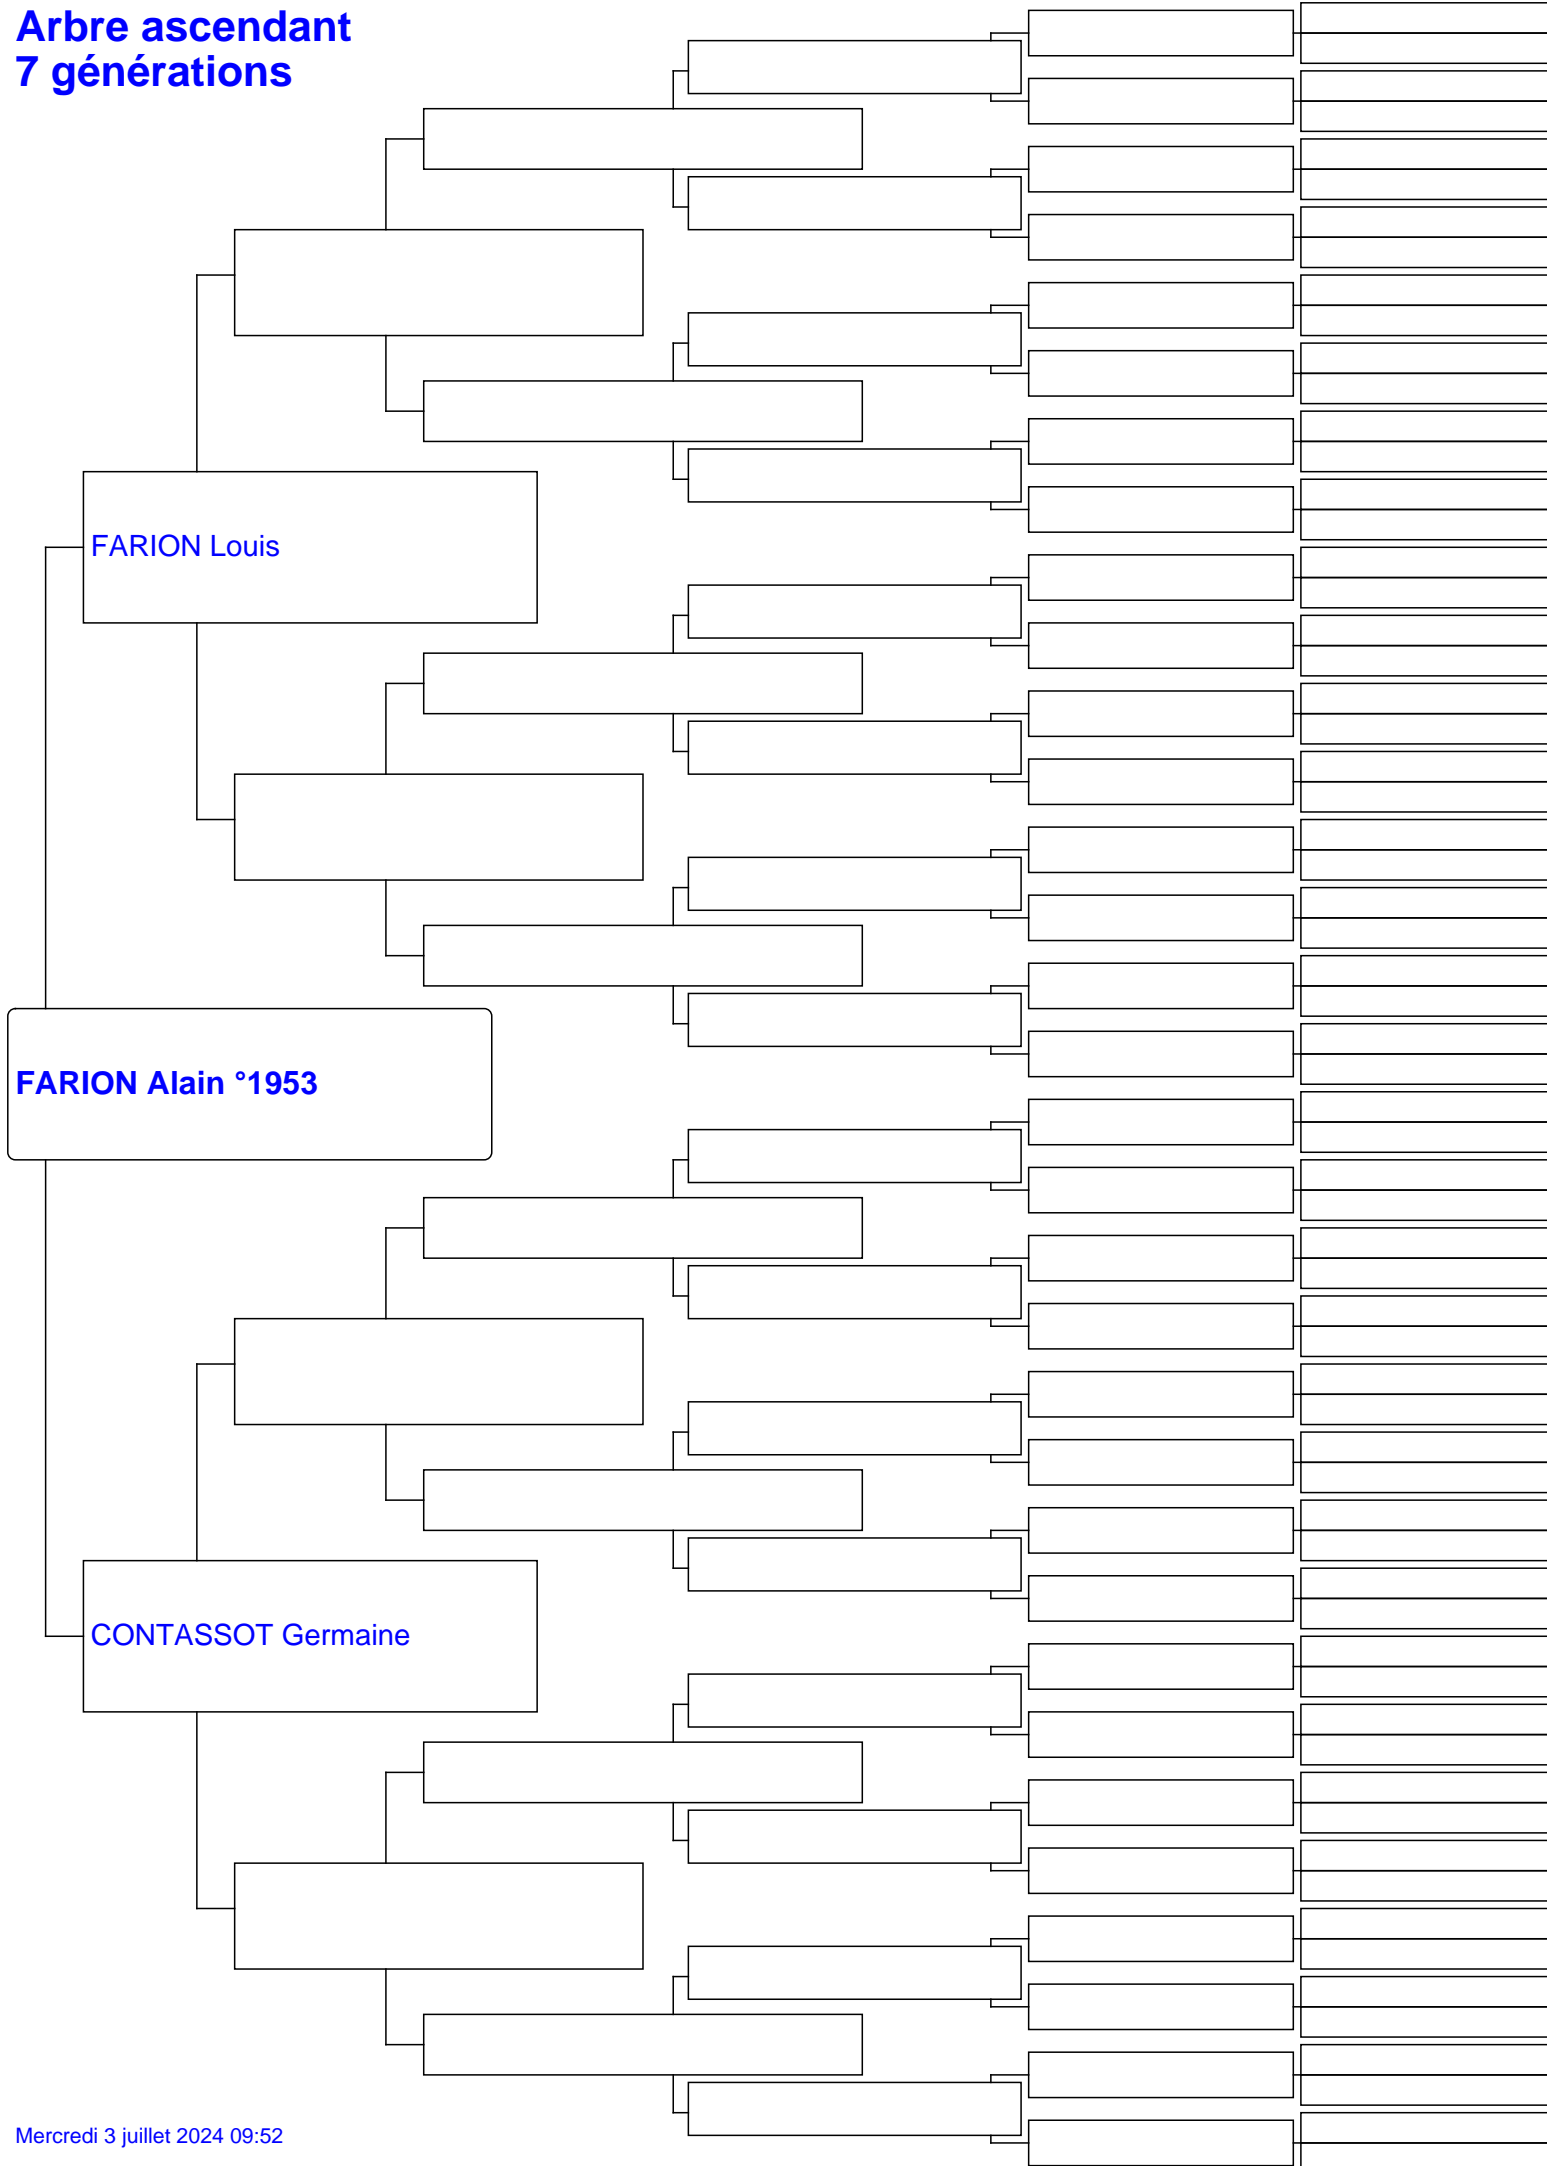 Arbre ascendant
7 générations
FARION Louis
FARION Alain °1953
CONTASSOT Germaine
Mercredi 3 juillet 2024 09:52